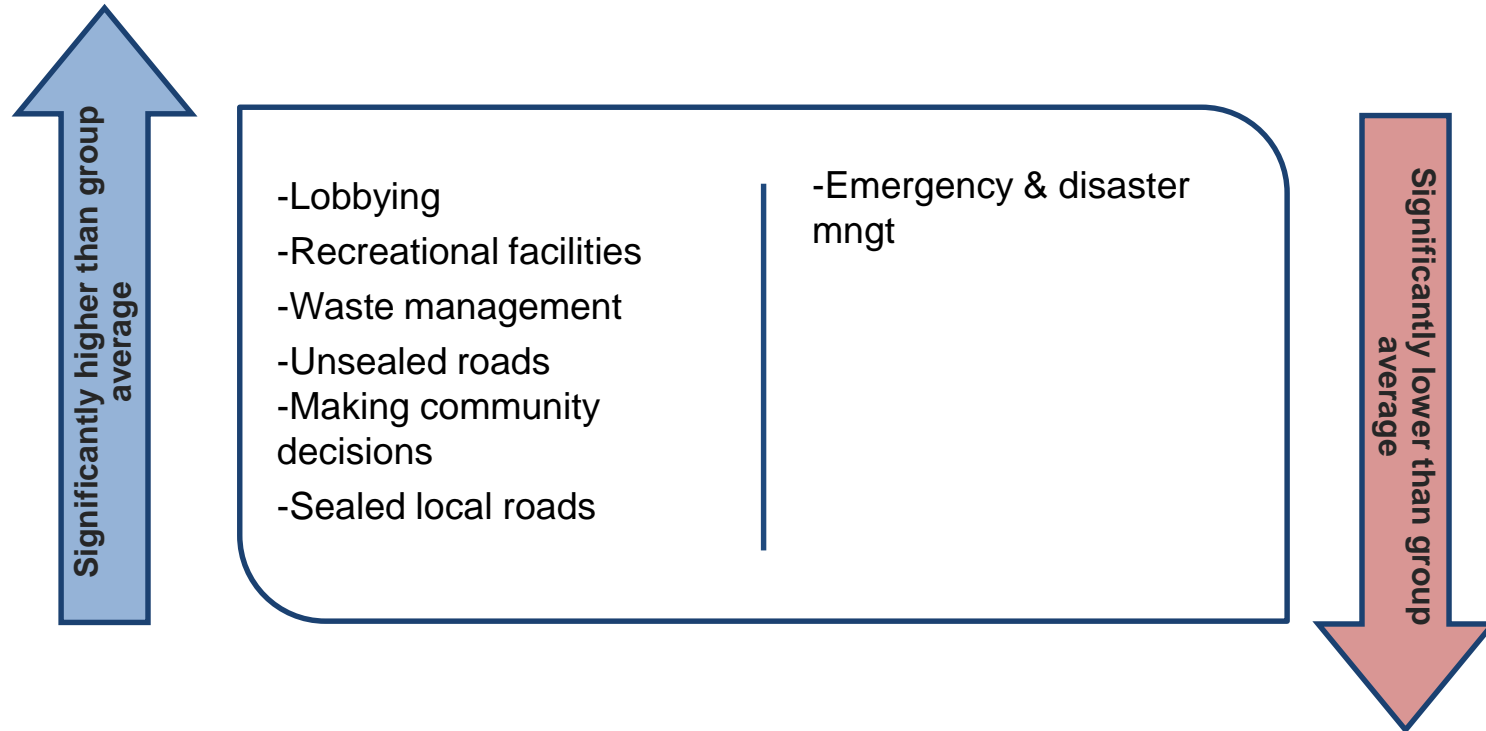 Significantly higher than group
average
-Lobbying
-Recreational facilities
-Waste management
-Unsealed roads
-Making community
decisions
-Sealed local roads
-Emergency & disaster
mngt
Significantly lower than group
average